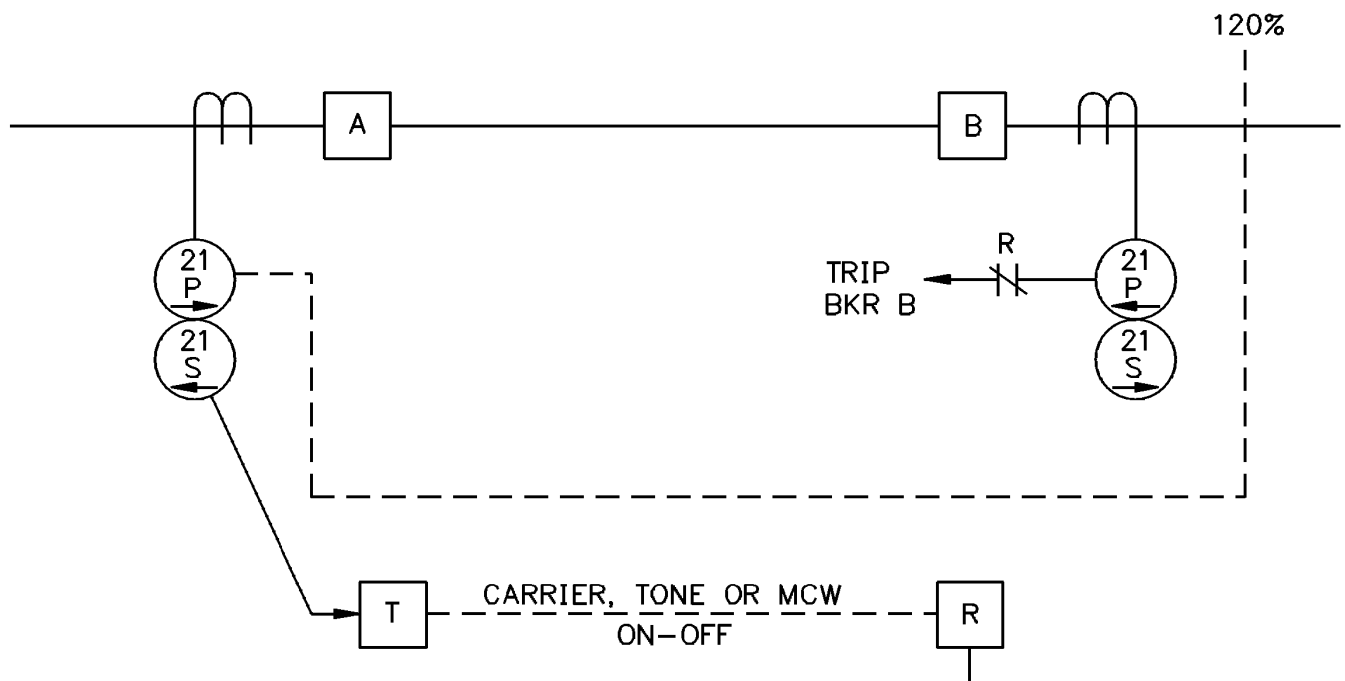 120%
A
B
R
21
P
TRIP
BKR B
21
P
21
S
21
S
T
CARRIER, TONE OR MCW
ON-OFF
R